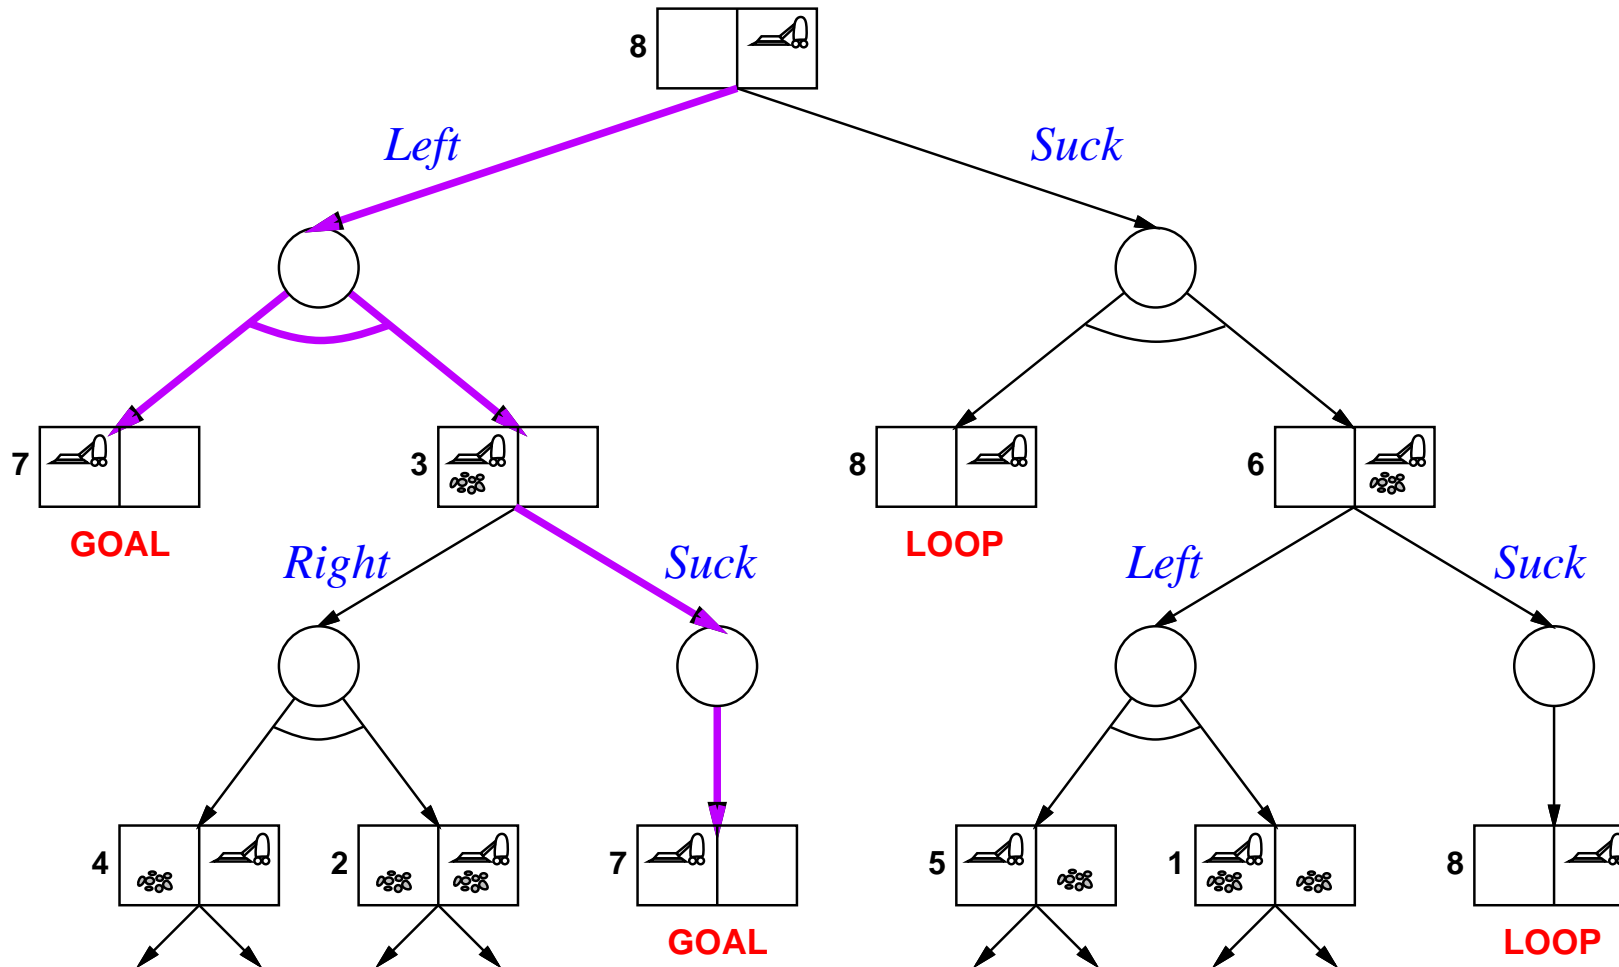 8
Left Suck
7 3 8 6
GOAL LOOP
Right Suck Left Suck
4 2 7 5 1 8
GOAL LOOP